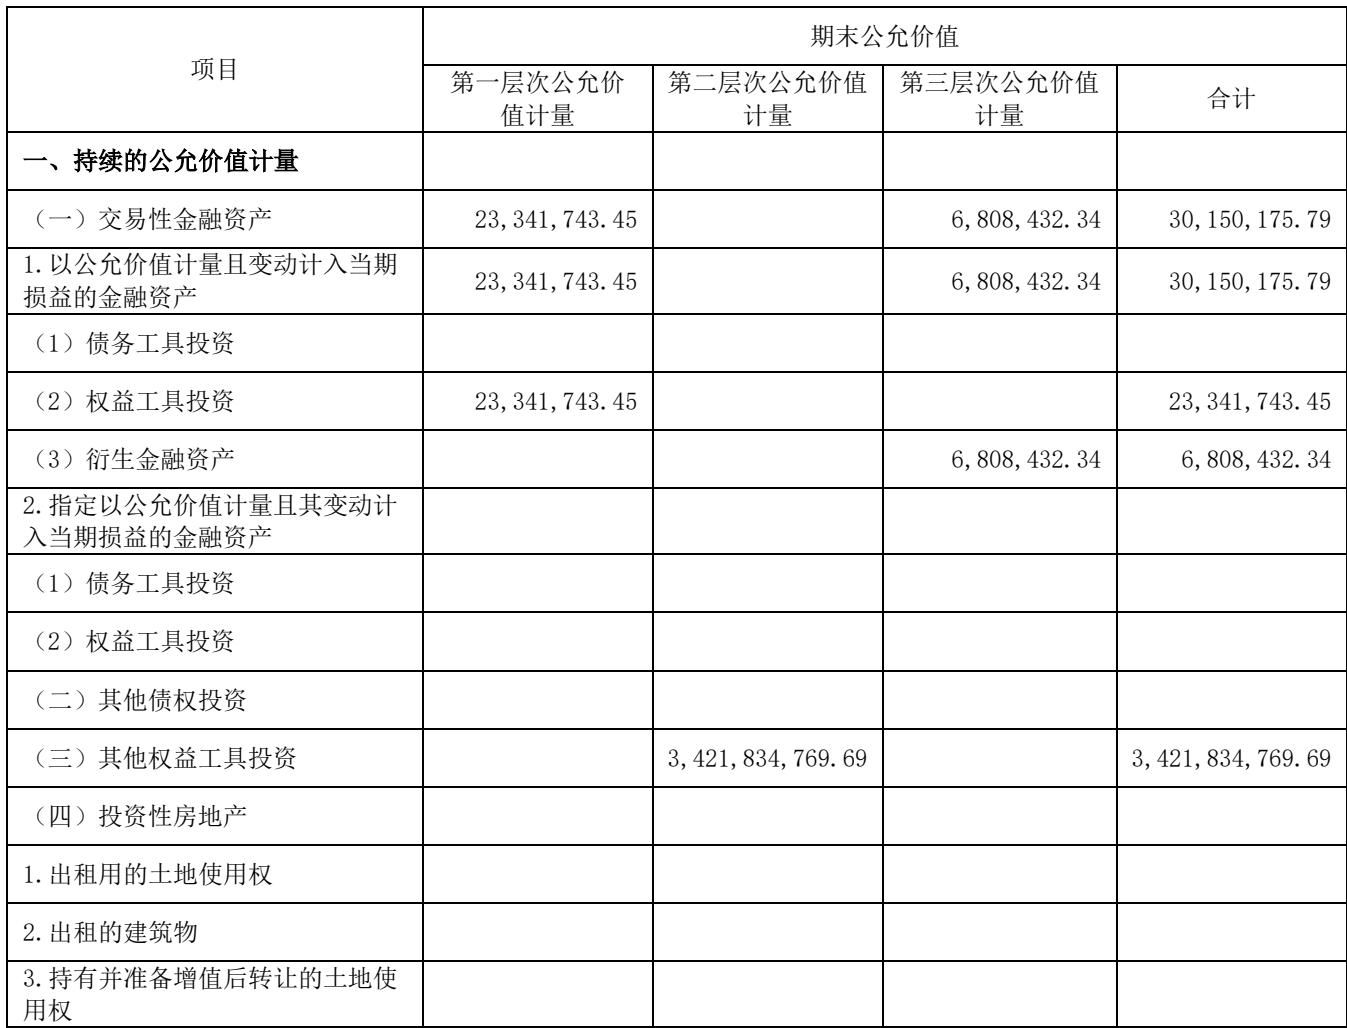 期末公允价值
项目
第一层次公允价
值计量
第二层次公允价值
计量
第三层次公允价值
计量
合计
一、持续的公允价值计量
（一）交易性金融资产 23,341,743.45 6,808,432.34 30,150,175.79
1.以公允价值计量且变动计入当期
损益的金融资产
23,341,743.45 6,808,432.34 30,150,175.79
（1）债务工具投资
（2）权益工具投资 23,341,743.45 23,341,743.45
（3）衍生金融资产 6,808,432.34 6,808,432.34
2.指定以公允价值计量且其变动计
入当期损益的金融资产
（1）债务工具投资
（2）权益工具投资
（二）其他债权投资
（三）其他权益工具投资 3,421,834,769.69 3,421,834,769.69
（四）投资性房地产
1.出租用的土地使用权
2.出租的建筑物
3.持有并准备增值后转让的土地使
用权